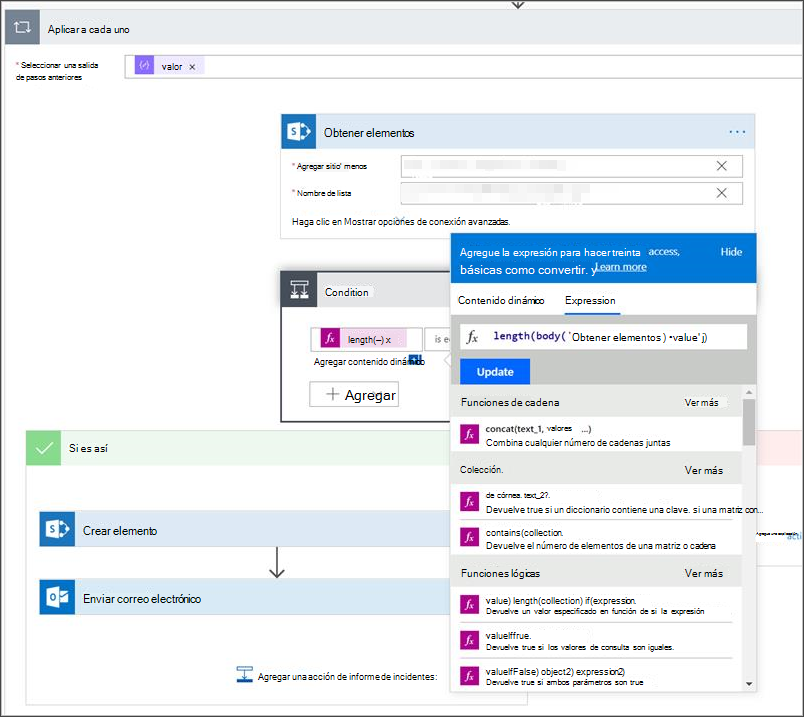 Aplicar a cada uno
* Seleccionar una salida
de pasos anteriores
valor ×
Obtener elementos
* Agregar sitio' menos
* Nombre de lista
Haga clic en Mostrar opciones de conexión avanzadas.
Agregue la expresión para hacer treinta access,
básicas como convertir. y Learn more
Hide
Condition
Contenido dinámico
Expression
length(–) x
is e
length(body(`Obtener elementos ) •value' j)
Agregar contenido dinámico
Update
Agregar
Funciones de cadena
Ver más
concat(text_1, valores ...)
Combina cualquier número de cadenas juntas
Si es así
Colección.
Ver más
de córnea. text_2?.
Devuelve true si un diccionario contiene una clave. si una matriz con...
Crear elemento
contains(collection.
Devuelve el número de elementos de una matriz o cadena
Funciones lógicas
Ver más
Enviar correo electrónico
value) length(collection) if(expression.
Devuelve un valor especificado en función de si la expresión
valueIffrue.
Devuelve true si los valores de consulta son iguales.
Agregar una acción de informe de incidentes:
valueIfFalse) object2) expression2)
Devuelve true si ambos parámetros son true